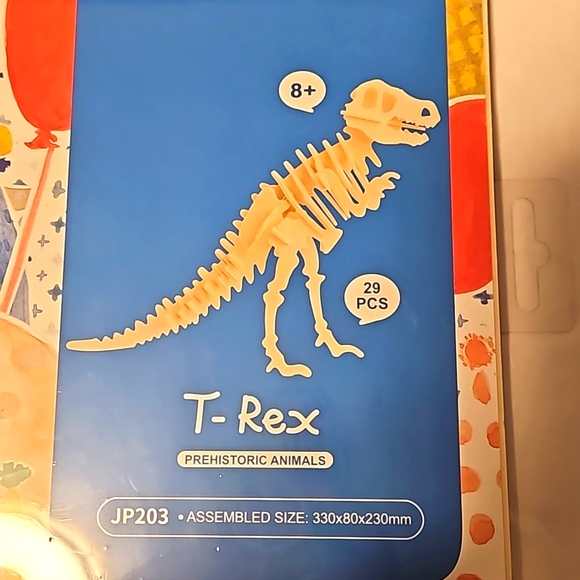 8+
29
PCS
T-Rex
PREHISTORIC ANIMALS
JP203 • ASSEMBLED SIZE: 330x80x230mm